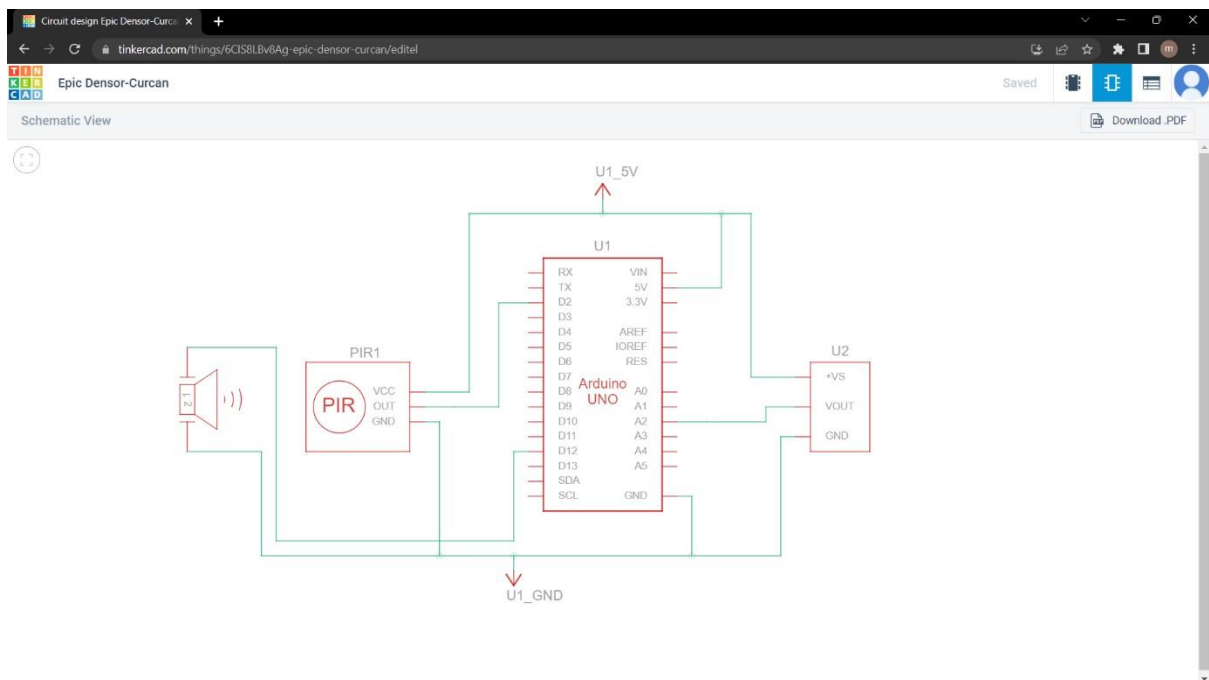 Circuit design Epic Densor-Curca
tinkercad.com/things/6CIS8LBv8Ag-epic-densor-curcan/editel
m
TIN
KER
CAD
Epic Densor-Curcan
Saved
Schematic View
Download .PDF
U1_5V
U1
RX
TX
D2
D3
D4
D5
D6
D7
D8
D9
D10
D11
D12
D13
SDA
SCL
VIN
5V
3.3V
AREF
IOREF
RES
A0
A1
A2
A3
A4
A5
GND
Arduino
UNO
PIR1
PIR
VCC
OUT
GND
1
2
U2
+VS
VOUT
GND
U1_GND